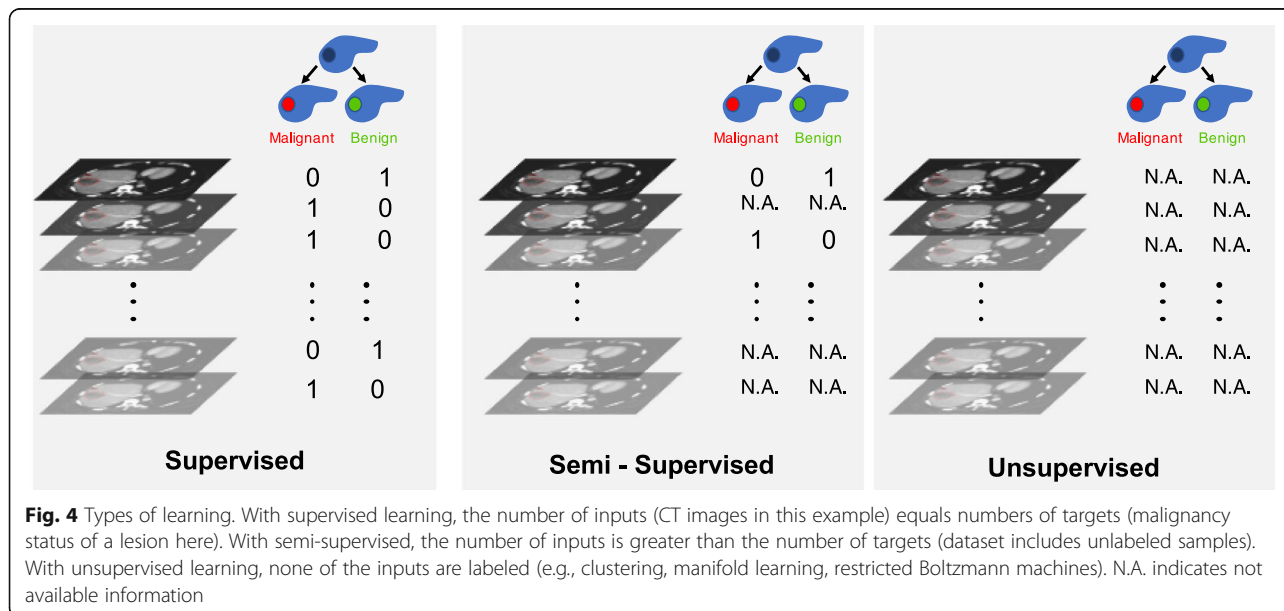 Malignant Benign
Malignant Benign
Malignant Benign
0 1
1 0
1 0
0 1
1 0
Supervised
0 1
N.A. N.A.
1 0
N.A. N.A.
N.A. N.A.
Semi - Supervised
N.A. N.A.
N.A. N.A.
N.A. N.A.
N.A. N.A.
N.A. N.A.
Unsupervised
Fig. 4 Types of learning. With supervised learning, the number of inputs (CT images in this example) equals numbers of targets (malignancy
status of a lesion here). With semi-supervised, the number of inputs is greater than the number of targets (dataset includes unlabeled samples).
With unsupervised learning, none of the inputs are labeled (e.g., clustering, manifold learning, restricted Boltzmann machines). N.A. indicates not
available information